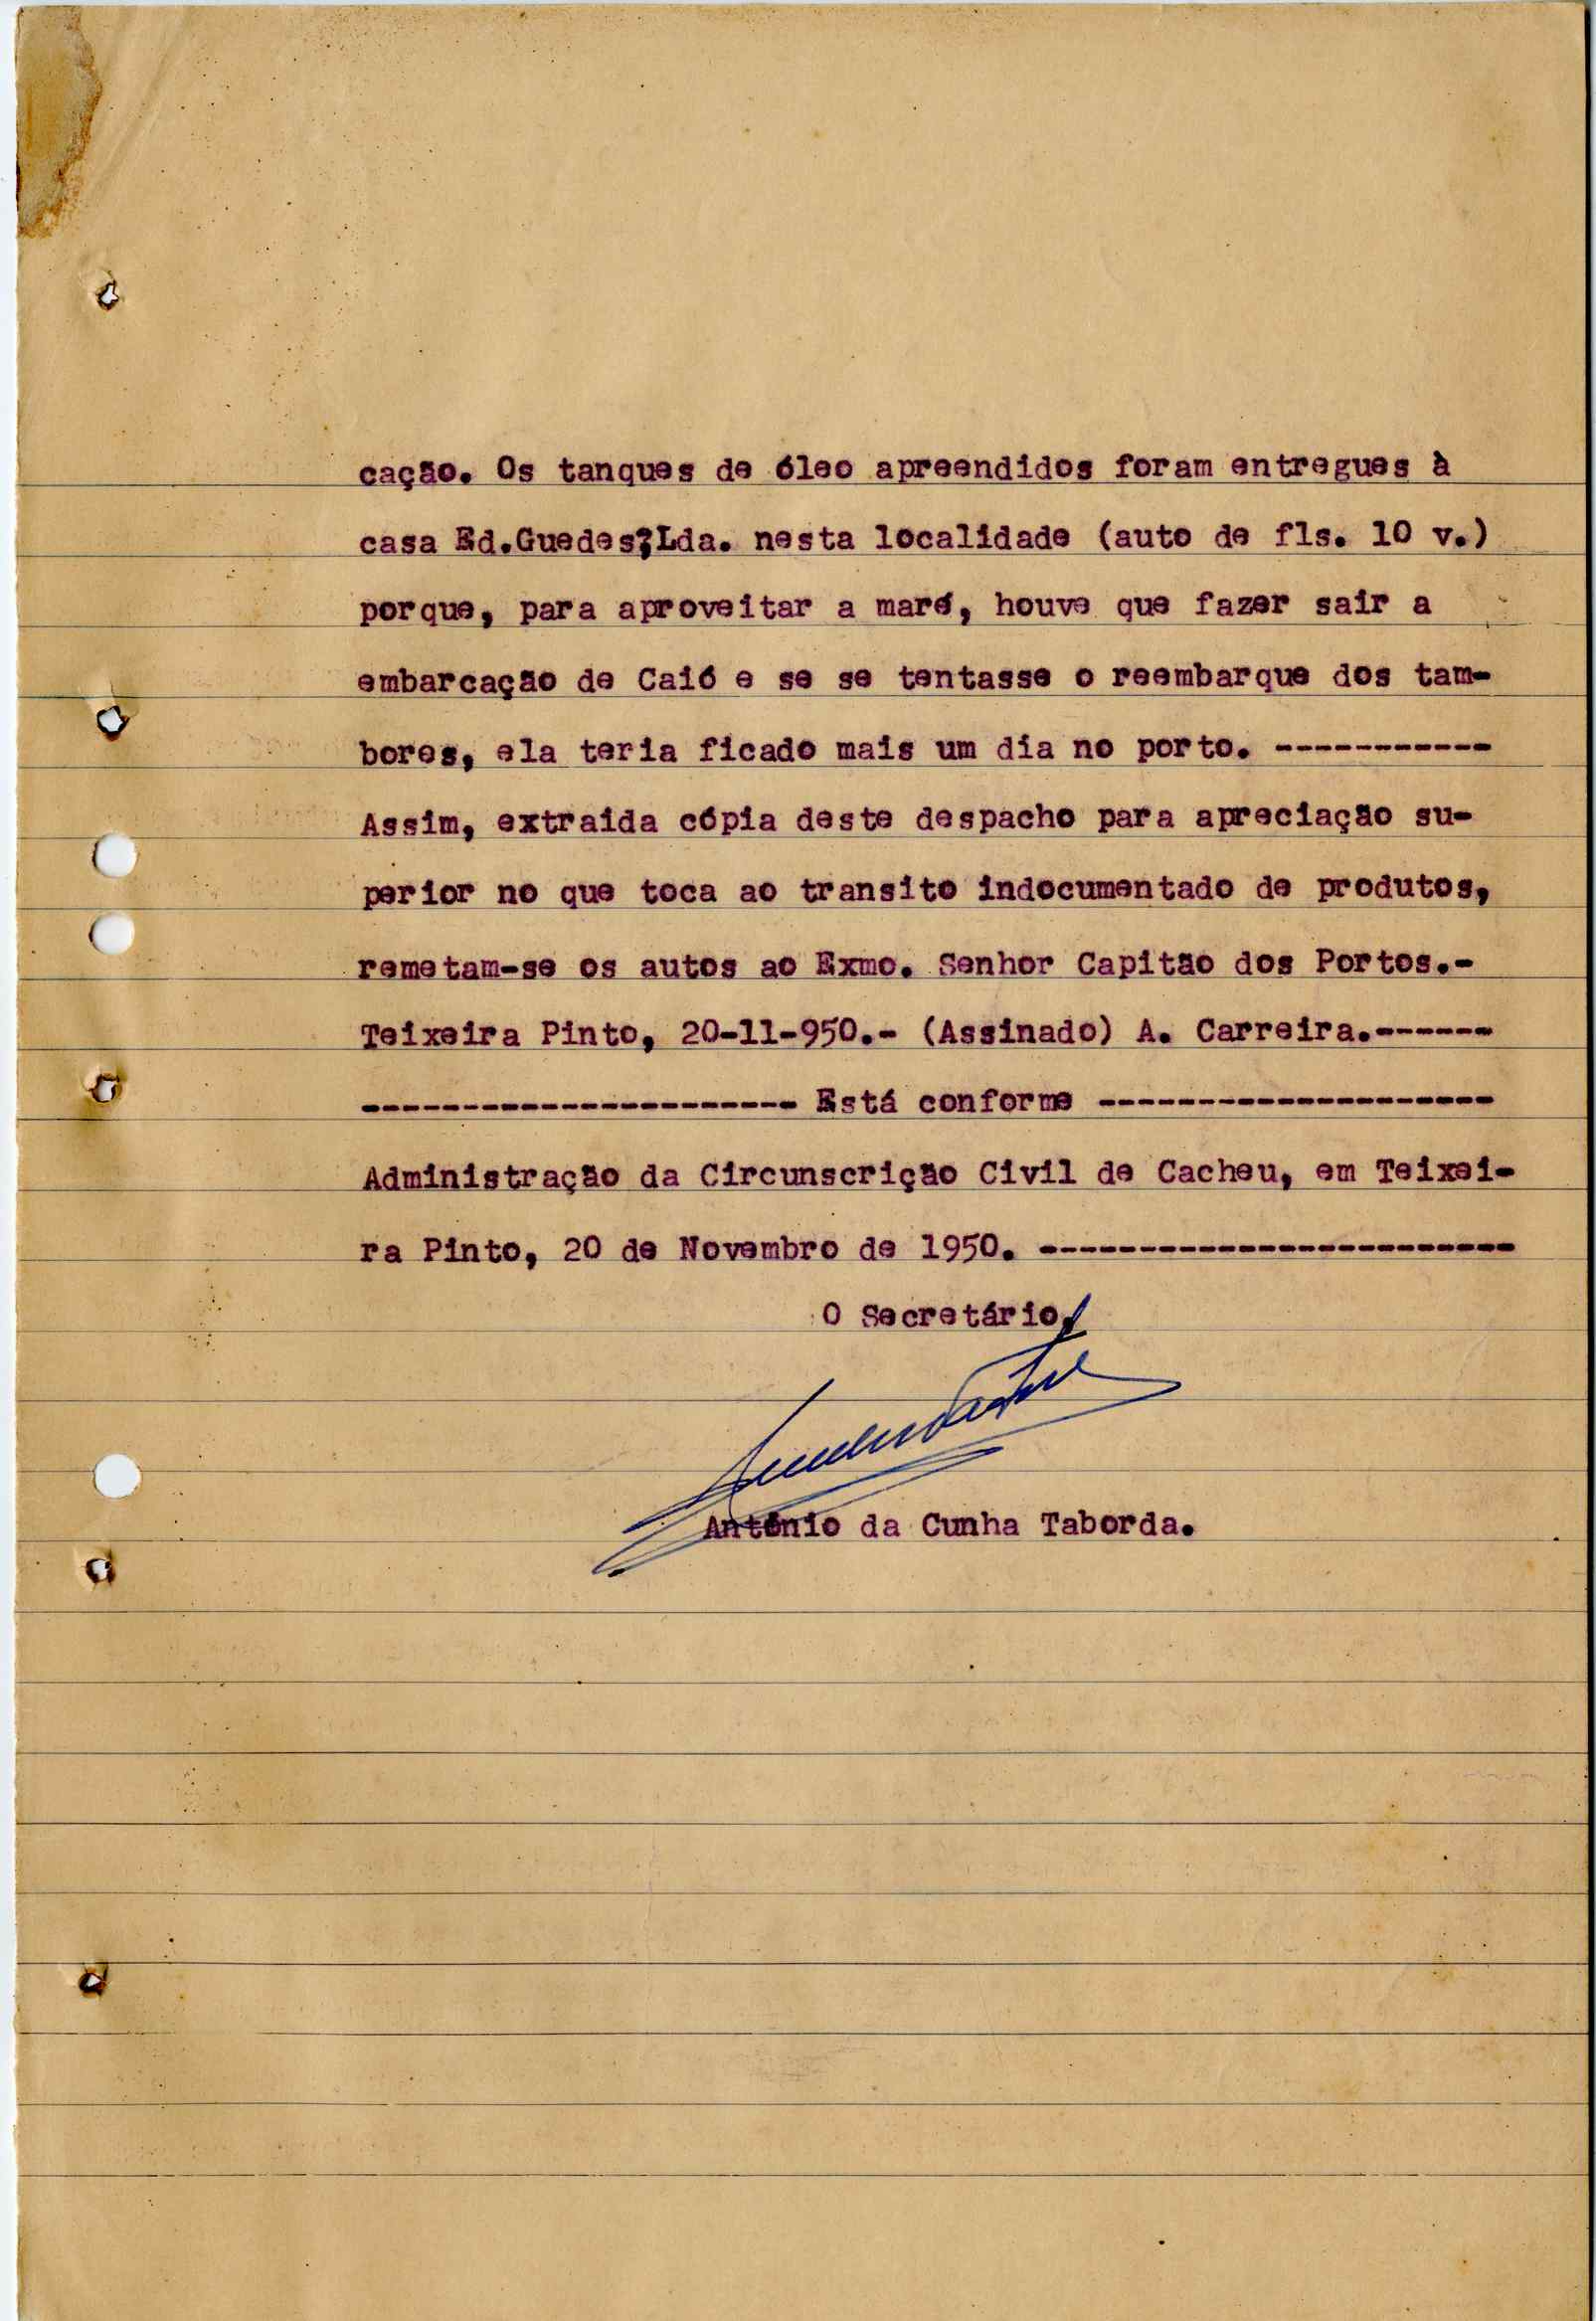 cação. Os tanques de óleo apreendidos foram entregues à
casa Ed.Guedes,Lda. nesta localidade (auto de fls. 10 v.)
porque, para aproveitar a maré, houve que fazer sair a
embarcação de Caió e se se tentasse o reembarque dos tam-
bores, ela teria ficado mais um dia no porto. -----------
Assim, extraida cópia deste despacho para apreciação su-
perior no que toca ao transito indocumentado de produtos,
remetam-se os autos ao Exmo. Senhor Capitão dos Portos.-
Teixeira Pinto, 20-11-950.- (Assinado) A. Carreira.------
---------------------- Está conforme --------------------
Administração da Circunscrição Civil de Cacheu, em Teixei-
ra Pinto, 20 de Novembro de 1950. ------------------------
O Secretário,
António da Cunha Taborda.